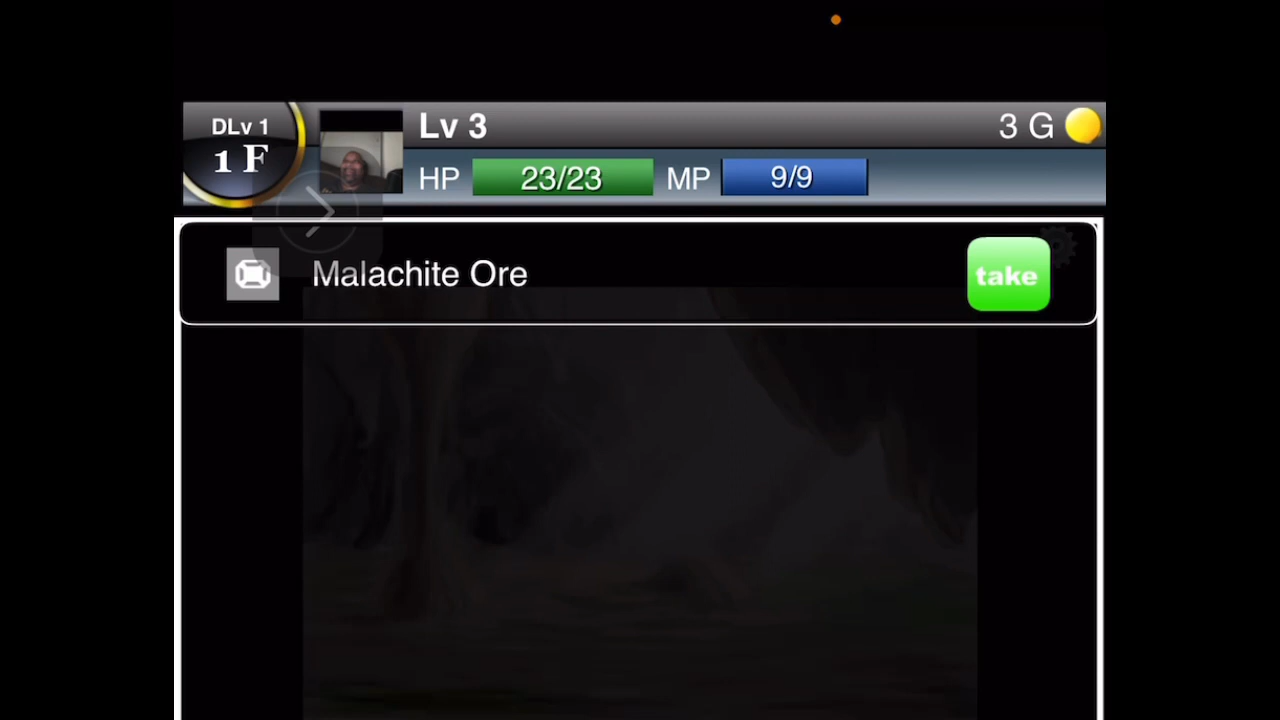 DLv 1
1 F
Lv 3
3 G
HP 23/23 MP 9/9
Malachite Ore
take